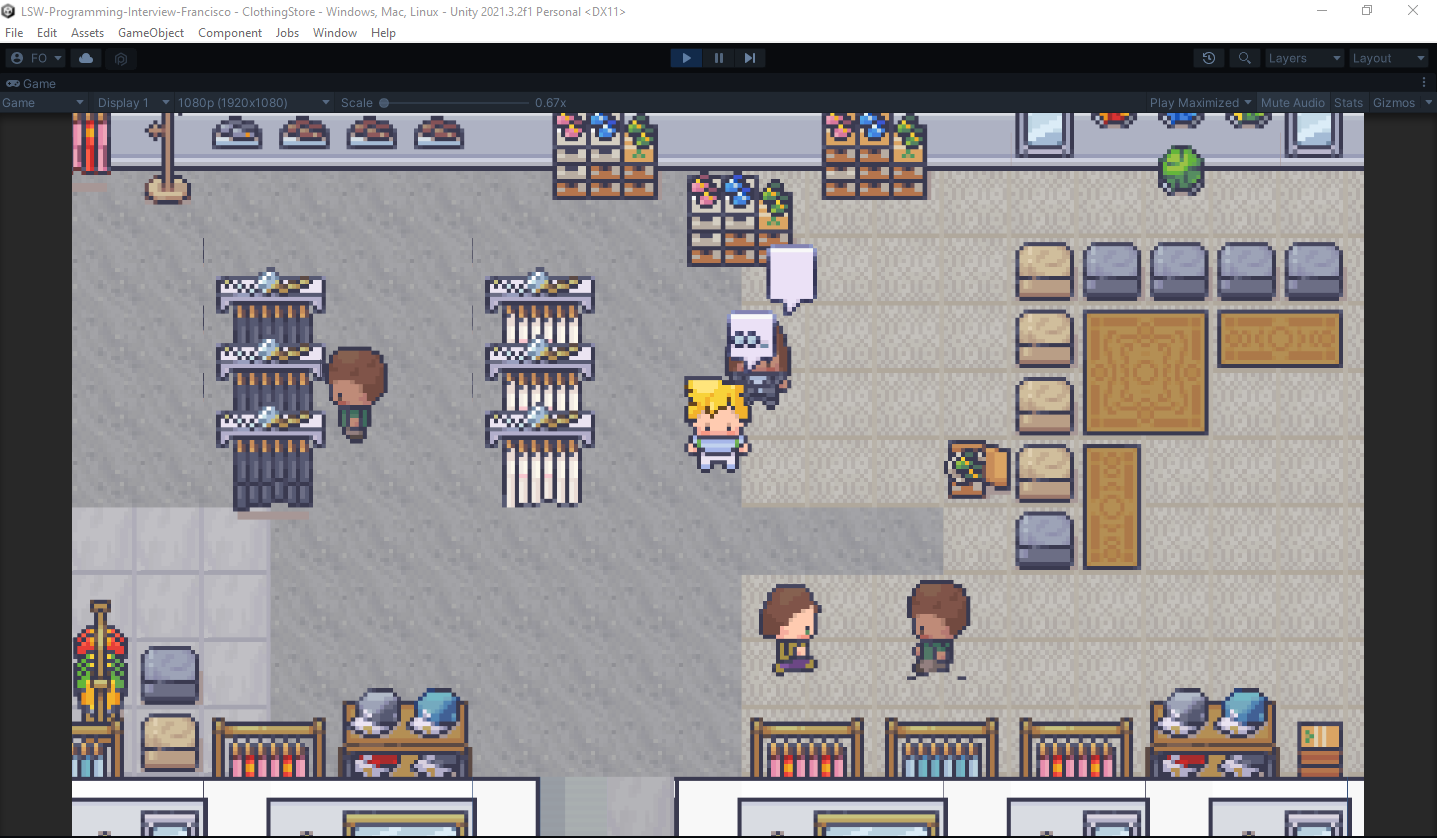 LSW-Programming-Interview-Francisco - ClothingStore - Windows, Mac, Linux - Unity 2021.3.2f1 Personal <DX11>
File Edit Assets GameObject Component Jobs Window Help
FO Layers Layout
Game
Game Display 1 1080p (1920x1080) Scale 0.67x Play Maximized Mute Audio Stats Gizmos